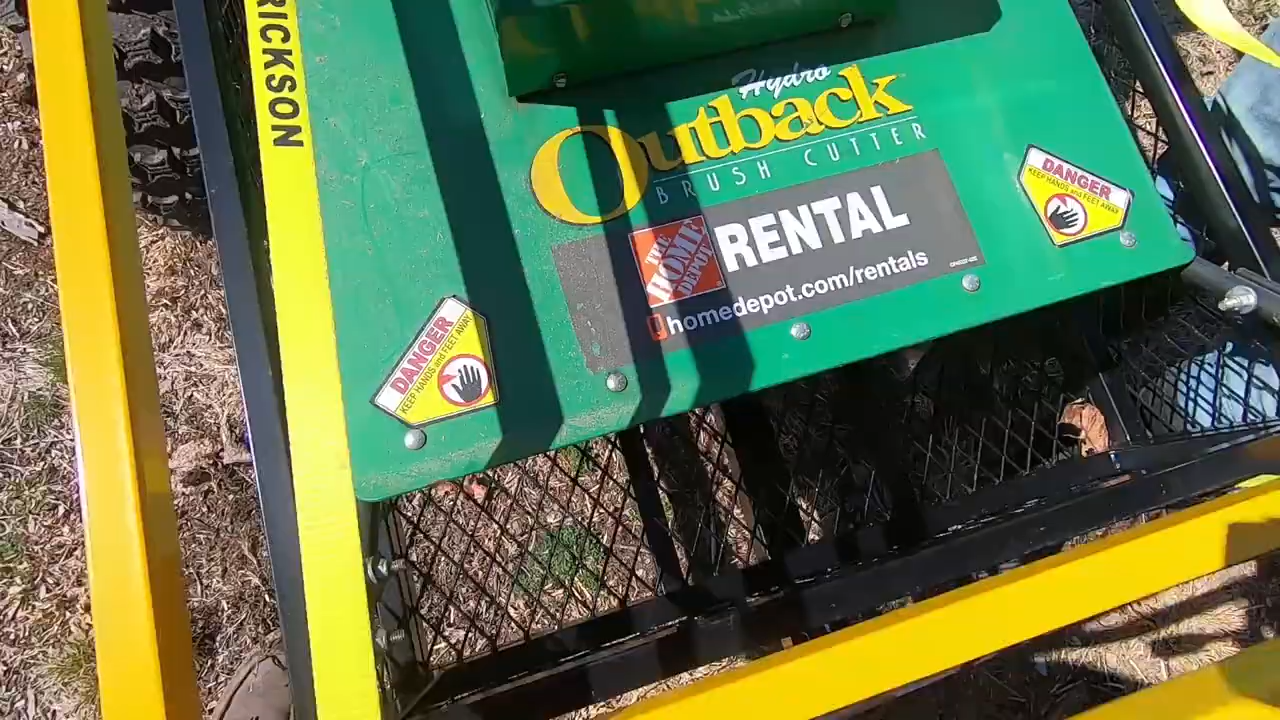 RICKSON
Hydro
Outback
BRUSH CUTTER
THE
HOME
DEPOT
RENTAL
homedepot.com/rentals
DANGER
KEEP HANDS and FEET AWAY
DANGER
KEEP HANDS and FEET AWAY